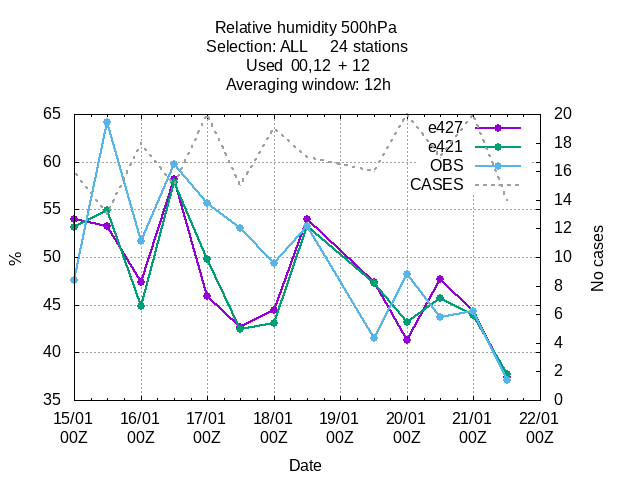 Relative humidity 500hPa
Selection: ALL 24 stations
Used 00,12 + 12
Averaging window: 12h
65
60
55
50
45
40
35
%
20
18
16
14
12
10
8
6
4
2
0
No cases
e427
e421
OBS
CASES
15/01 16/01 17/01 18/01 19/01 20/01 21/01 22/01
00Z 00Z 00Z 00Z 00Z 00Z 00Z 00Z
Date